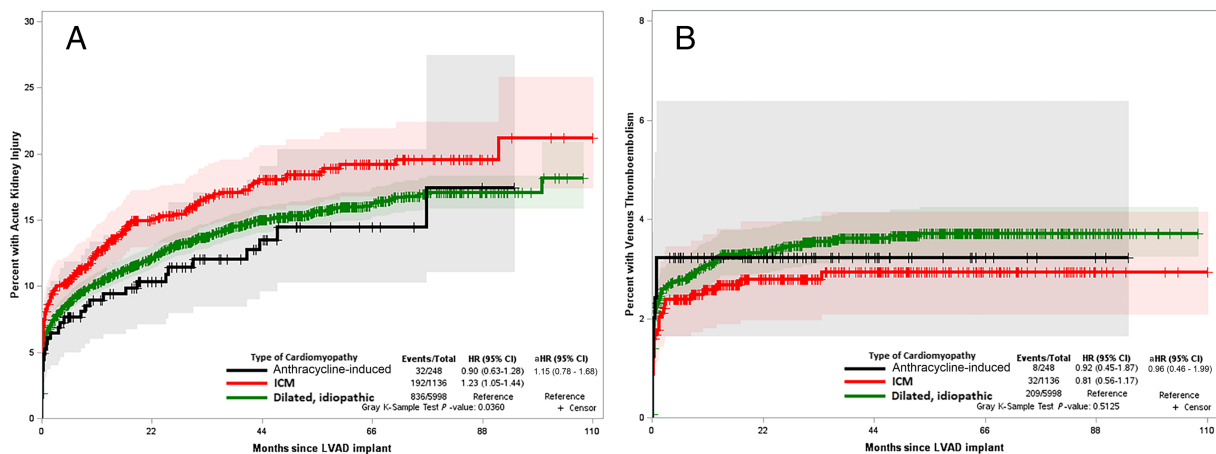 A
30
25
20
15
10
5
0
Percent with Acute Kidney Injury
Type of Cardiomyopathy Events/Total HR (95% CI) aHR (95% CI)
Anthracycline-induced 32/248 0.90 (0.63-1.28) 1.15 (0.78 - 1.68)
ICM 192/1136 1.23 (1.05-1.44)
Dilated, idiopathic 836/5998 Reference Reference
Gray K-Sample Test P -value: 0.0360 + Censor
0 22 44 66 88 110
Months since LVAD implant
B
8
6
4
2
0
Percent with Venous Thromboembolism
Type of Cardiomyopathy Events/Total HR (95% CI) aHR (95% CI)
Anthracycline-induced 8/248 0.92 (0.45-1.87) 0.96 (0.46 - 1.99)
ICM 32/1136 0.81 (0.56-1.17)
Dilated, idiopathic 209/5998 Reference Reference
Gray K-Sample Test P -value: 0.5125 + Censor
0 22 44 66 88 110
Months since LVAD implant